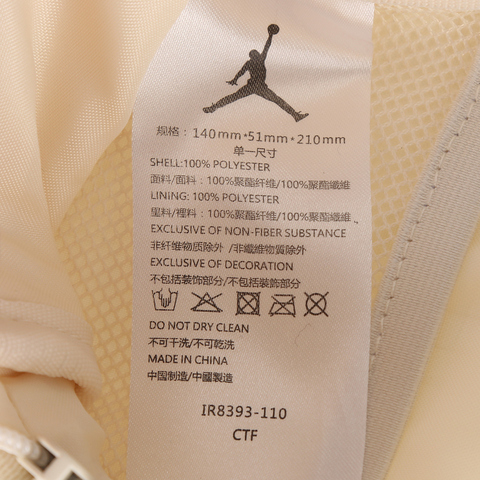 规格：140mm*51mm*210mm
单一尺寸
SHELL:100% POLYESTER
面料/面料：100%聚酯纤维/100%聚酯纖維
LINING: 100% POLYESTER
里料/裡料：100%聚酯纤维/100%聚酯纖維
EXCLUSIVE OF NON-FIBER SUBSTANCE
非纤维物质除外 /非纖維物質除外
EXCLUSIVE OF DECORATION
不包括装饰部分/不包括裝飾部分
DO NOT DRY CLEAN
不可干洗/不可乾洗
MADE IN CHINA
中国制造/中國製造
IR8393-110
CTF